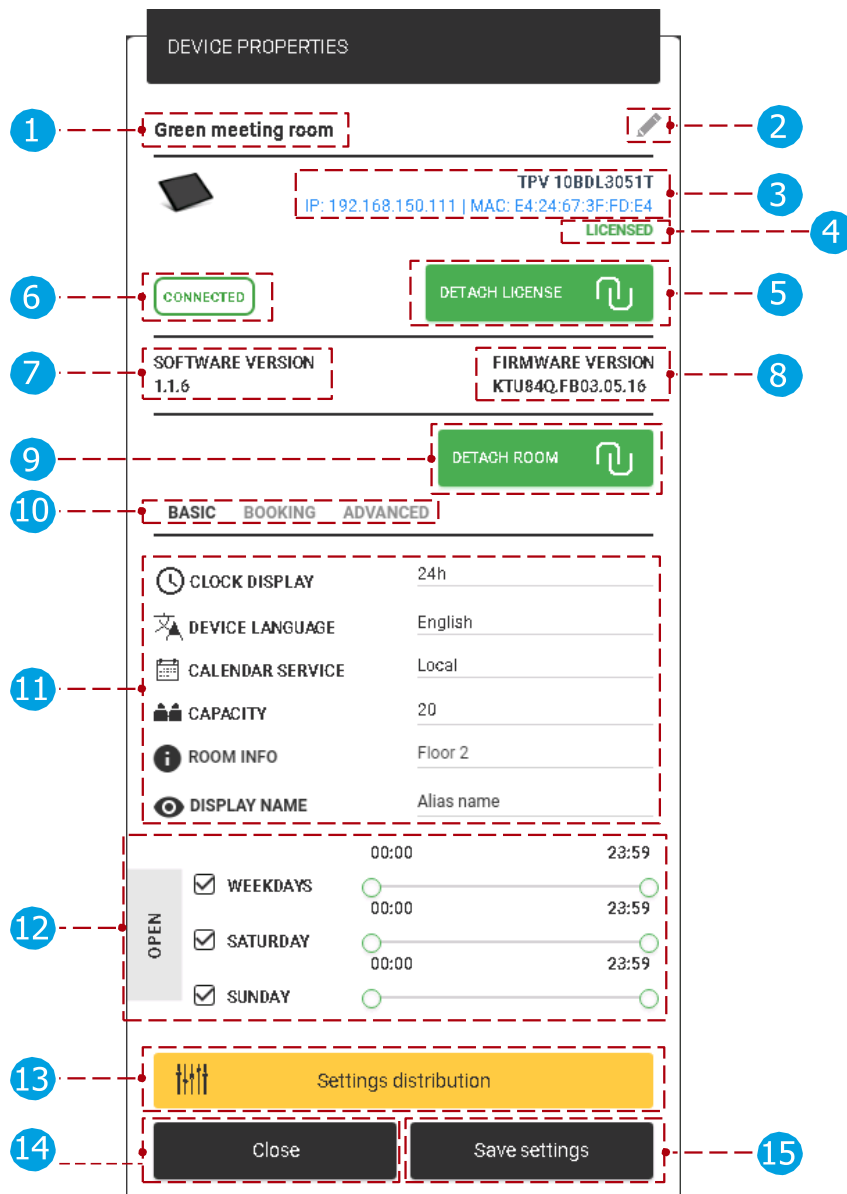 DEVICE PROPERTIES
1 Green meeting room 2
TPV 10BDL3051T
IP: 192.168.150.111 | MAC: E4:24:67:3F:FD:E4 3
LICENSED 4
6 CONNECTED DETACH LICENSE 5
SOFTWARE VERSION FIRMWARE VERSION
7 8
1.1.6 KTU84Q.FB03.05.16
9 DETACH ROOM
10 BASIC BOOKING ADVANCED
CLOCK DISPLAY 24h
DEVICE LANGUAGE English
CALENDAR SERVICE Local
11
CAPACITY 20
ROOM INFO Floor 2
DISPLAY NAME Alias name
00:00 23:59
WEEKDAYS
00:00 23:59
12 OPEN SATURDAY
00:00 23:59
SUNDAY
13 Settings distribution
14 Close Save settings 15